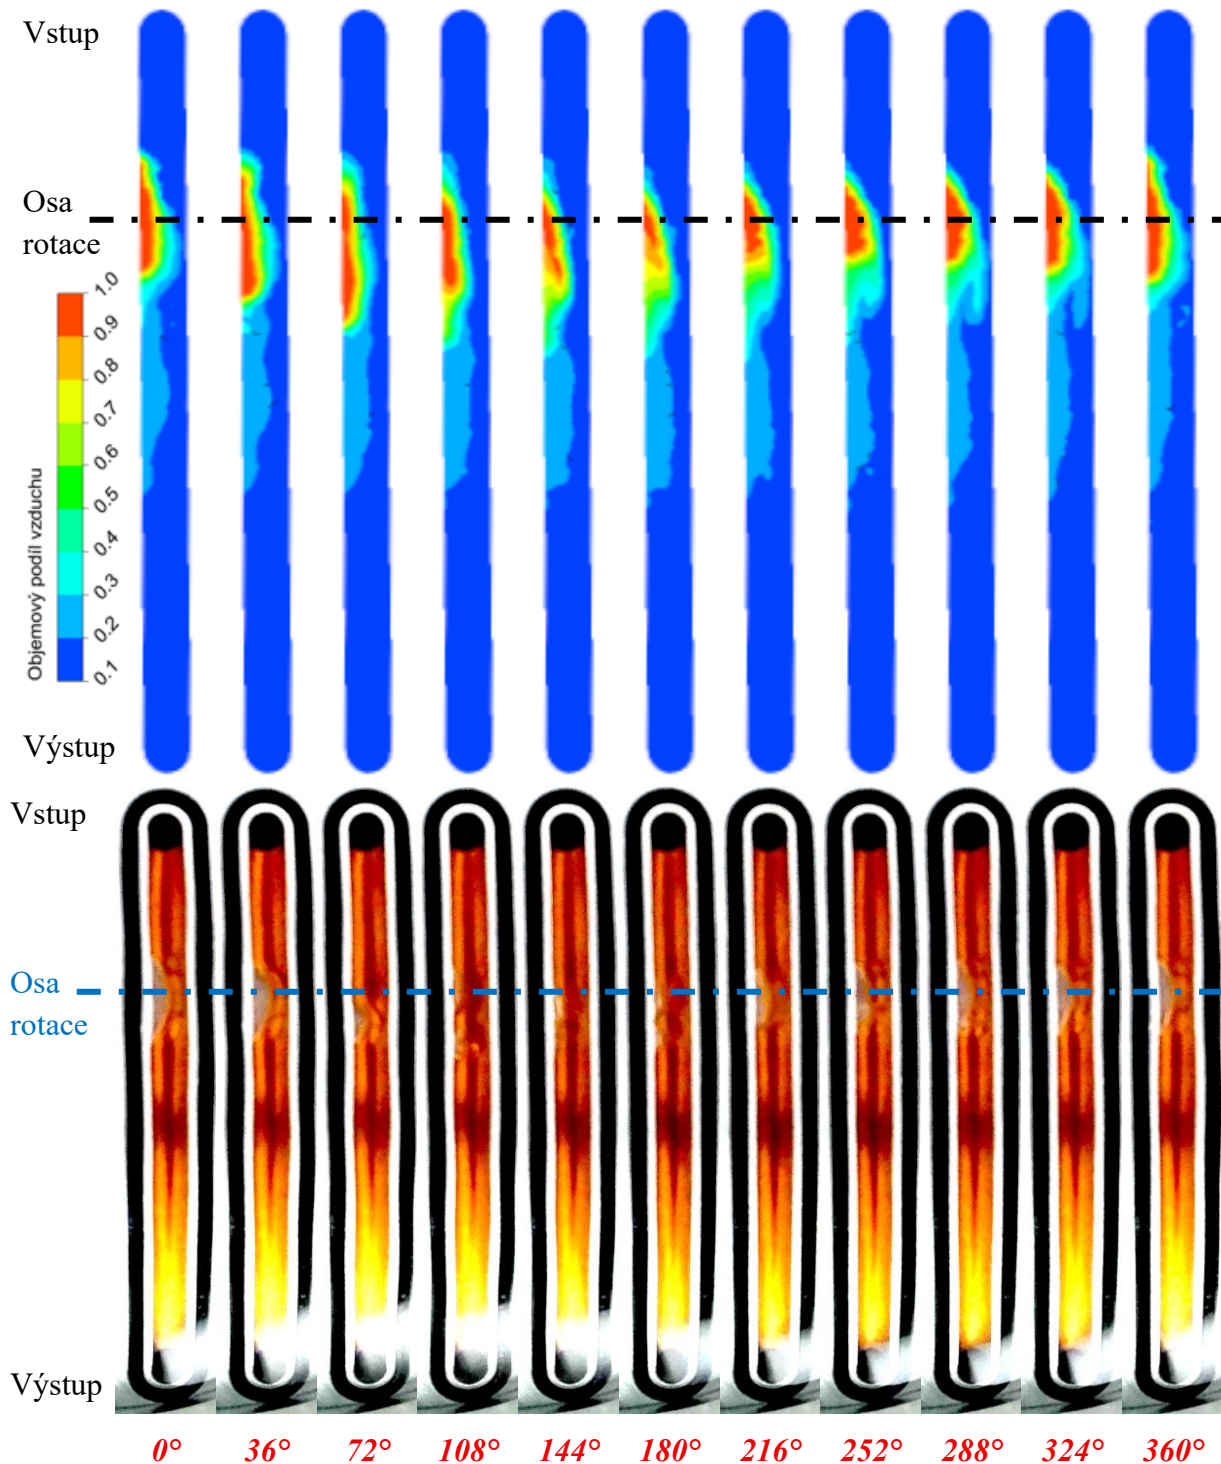 Vstup
Osa
rotace
1.0
0.9
0.8
0.7
0.6
0.5
0.4
0.3
0.2
0.1
Objemový podíl vzduchu
Výstup
Vstup
Osa
rotace
Výstup
0° 36° 72° 108° 144° 180° 216° 252° 288° 324° 360°